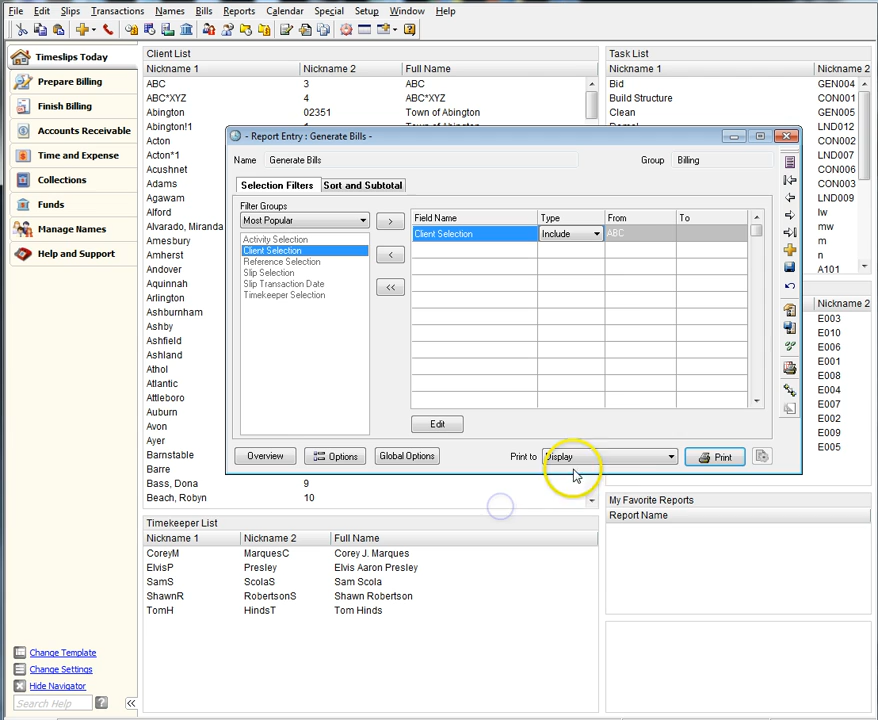 File Edit Slips Transactions Names Bills Reports Calendar Special Setup Window Help
Timeslips Today
Prepare Billing
Finish Billing
Accounts Receivable
Time and Expense
Collections
Funds
Manage Names
Help and Support
Change Template
Change Settings
Hide Navigator
Search Help
Client List
Nickname 1 Nickname 2 Full Name
ABC 3 ABC
ABC*XYZ 4 ABC*XYZ
Abington 02351 Town of Abington
Abington!1
Acton
Acton*1
Acushnet
Adams
Agawam
Alford
Alvarado, Miranda
Amesbury
Amherst
Andover
Aquinnah
Arlington
Ashburnham
Ashby
Ashfield
Ashland
Athol
Atlantic
Attleboro
Auburn
Avon
Ayer
Barnstable
Barre
Bass, Dona 9
Beach, Robyn 10
Task List
Nickname 1 Nickname 2
Bid GEN004
Build Structure CON001
Clean GEN005
LND012
CON002
LND007
CON006
CON003
LND009
lw
mw
m
n
A101
Nickname 2
E003
E010
E006
E001
E008
E004
E007
E002
E009
E005
- Report Entry : Generate Bills -
Name Generate Bills Group Billing
Selection Filters Sort and Subtotal
Filter Groups
Most Popular
Activity Selection
Client Selection
Reference Selection
Slip Selection
Slip Transaction Date
Timekeeper Selection
>
<
<<
Field Name Type From To
Client Selection Include ABC
Edit
Overview Options Global Options Print to Display Print
My Favorite Reports
Report Name
Timekeeper List
Nickname 1 Nickname 2 Full Name
CoreyM MarquesC Corey J. Marques
ElvisP Presley Elvis Aaron Presley
SamS ScolaS Sam Scola
ShawnR RobertsonS Shawn Robertson
TomH HindsT Tom Hinds